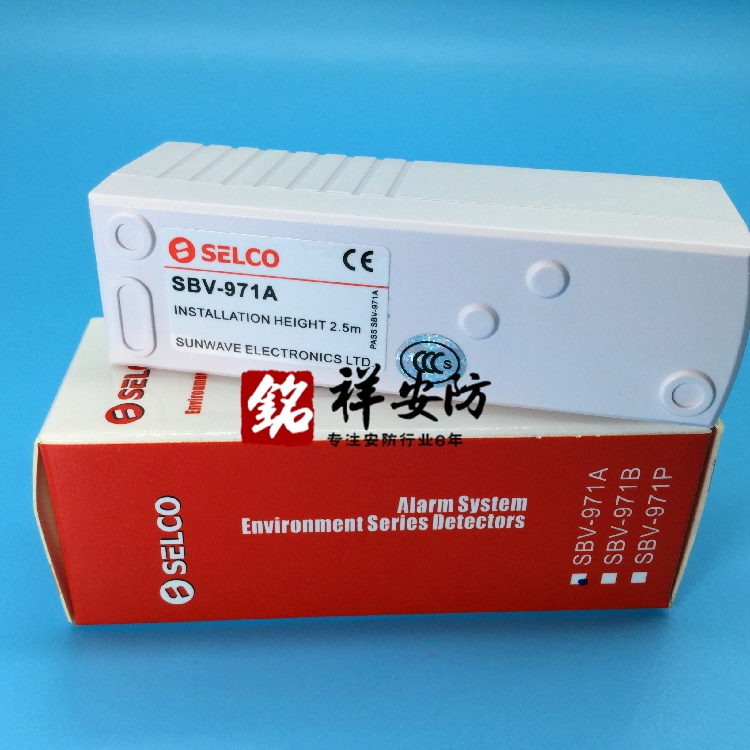 SELCO
CE
SBV-971A
INSTALLATION HEIGHT 2.5m
SUNWAVE ELECTRONICS LTD
PASS SBV-971A
CCC S
銘祥安防
专注安防行业6年
SELCO
Alarm System
Environment Series Detectors
SELCO
SBV-971A
SBV-971B
SBV-971P